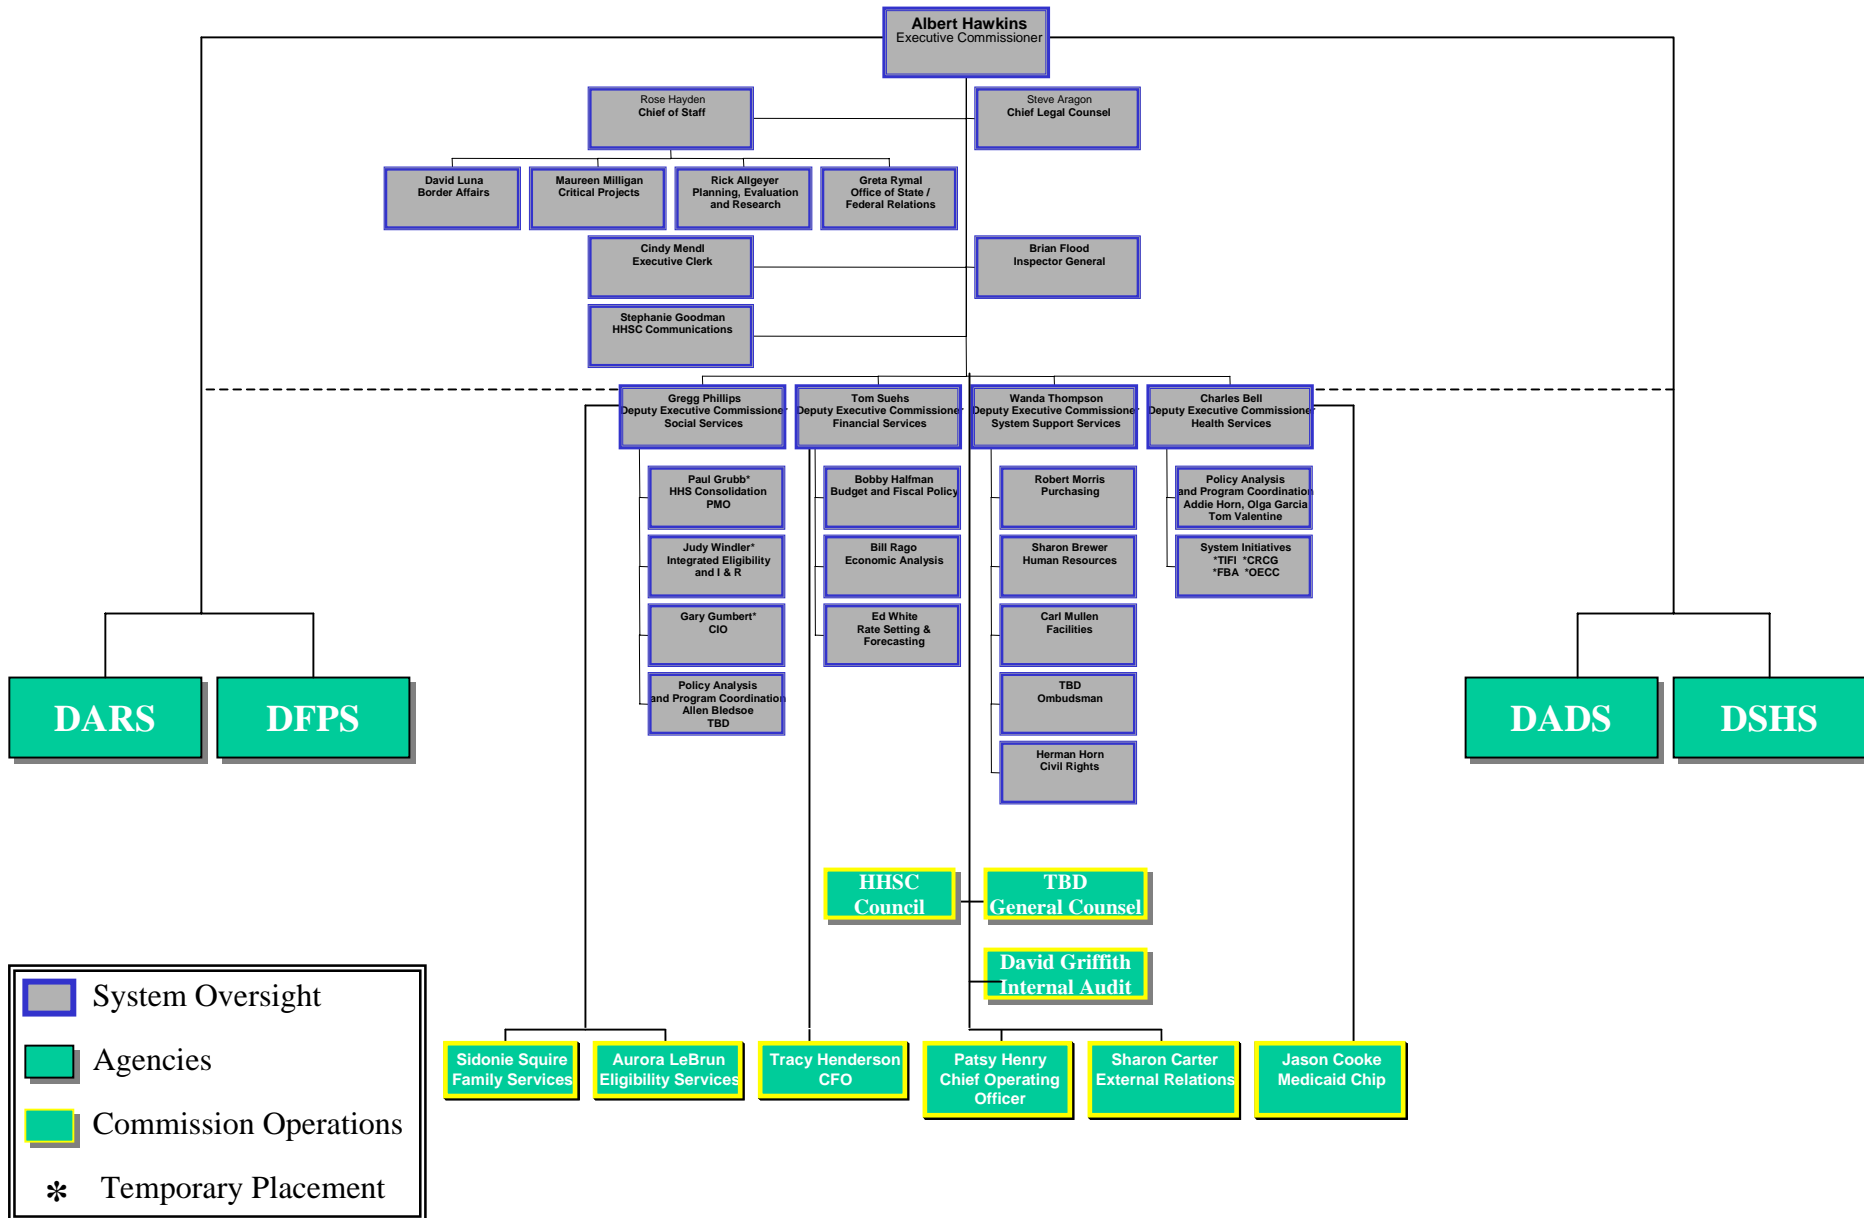 Albert Hawkins
Executive Commissioner
Rose Hayden
Chief of Staff
Steve Aragon
Chief Legal Counsel
David Luna
Border Affairs
Maureen Milligan
Critical Projects
Rick Allgeyer
Planning, Evaluation
and Research
Greta Rymal
Office of State /
Federal Relations
Cindy Mendl
Executive Clerk
Brian Flood
Inspector General
Stephanie Goodman
HHSC Communications
Gregg Phillips
Deputy Executive Commissioner
Social Services
Tom Suehs
Deputy Executive Commissioner
Financial Services
Wanda Thompson
Deputy Executive Commissioner
System Support Services
Charles Bell
Deputy Executive Commissioner
Health Services
Paul Grubb*
HHS Consolidation
PMO
Judy Windler*
Integrated Eligibility
and I & R
Gary Gumbert*
CIO
Policy Analysis
and Program Coordination
Allen Bledsoe
TBD
Bobby Halfman
Budget and Fiscal Policy
Bill Rago
Economic Analysis
Ed White
Rate Setting &
Forecasting
Robert Morris
Purchasing
Sharon Brewer
Human Resources
Carl Mullen
Facilities
TBD
Ombudsman
Herman Horn
Civil Rights
Policy Analysis
and Program Coordination
Addie Horn, Olga Garcia
Tom Valentine
System Initiatives
*TIFI *CRCG
*FBA *OECC
DARS
DFPS
DADS
DSHS
HHSC
Council
TBD
General Counsel
David Griffith
Internal Audit
Sidonie Squire
Family Services
Aurora LeBrun
Eligibility Services
Tracy Henderson
CFO
Patsy Henry
Chief Operating
Officer
Sharon Carter
External Relations
Jason Cooke
Medicaid Chip
System Oversight
Agencies
Commission Operations
* Temporary Placement